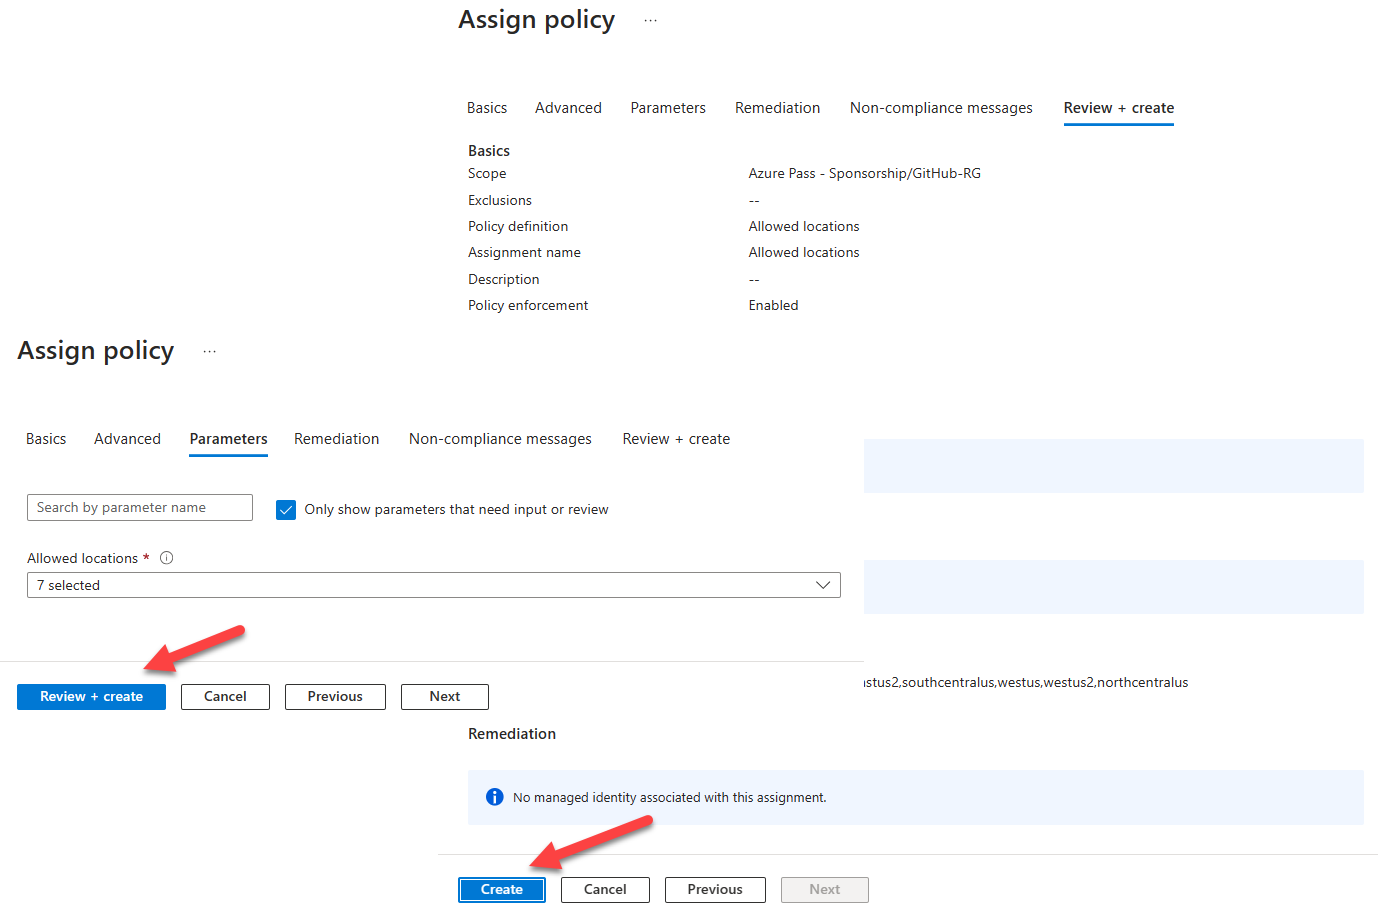 Assign policy ...
Basics Advanced Parameters Remediation Non-compliance messages Review + create
Basics
Scope Azure Pass - Sponsorship/GitHub-RG
Exclusions --
Policy definition Allowed locations
Assignment name Allowed locations
Description --
Policy enforcement Enabled
Assign policy ...
Basics Advanced Parameters Remediation Non-compliance messages Review + create
Search by parameter name Only show parameters that need input or review
Allowed locations *
7 selected
Review + create Cancel Previous Next
stus2,southcentralus,westus,westus2,northcentralus
Remediation
No managed identity associated with this assignment.
Create Cancel Previous Next